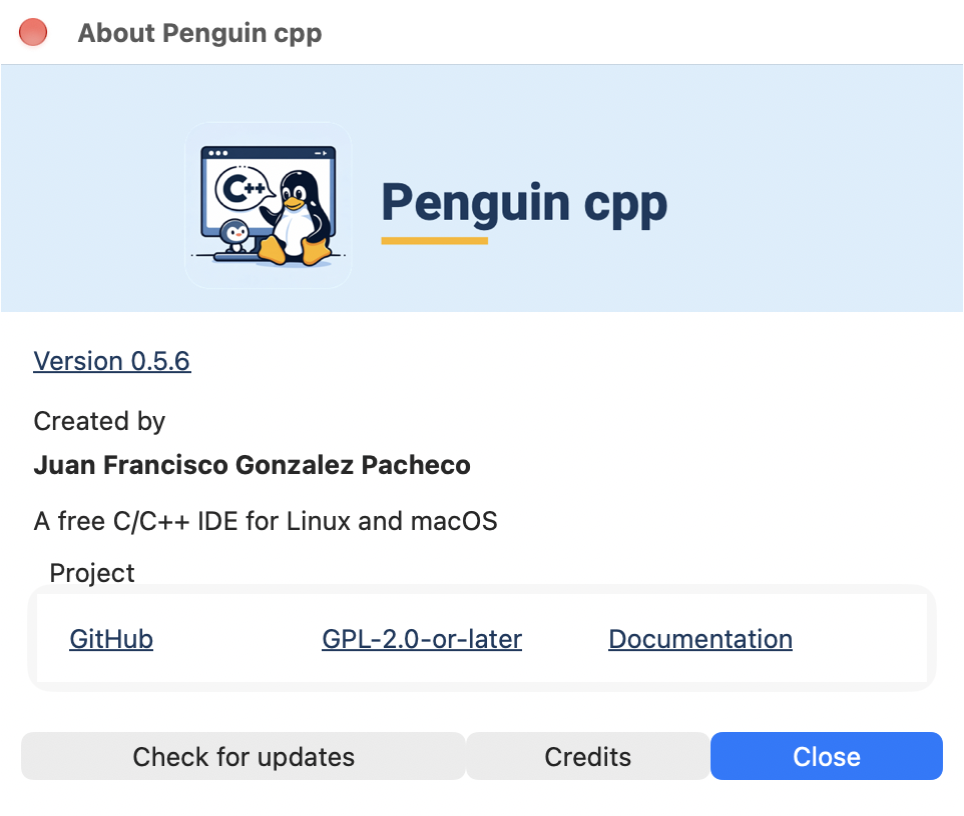 About Penguin cpp
C++
Penguin cpp
Version 0.5.6
Created by
Juan Francisco Gonzalez Pacheco
A free C/C++ IDE for Linux and macOS
Project
GitHub GPL-2.0-or-later Documentation
Check for updates Credits Close